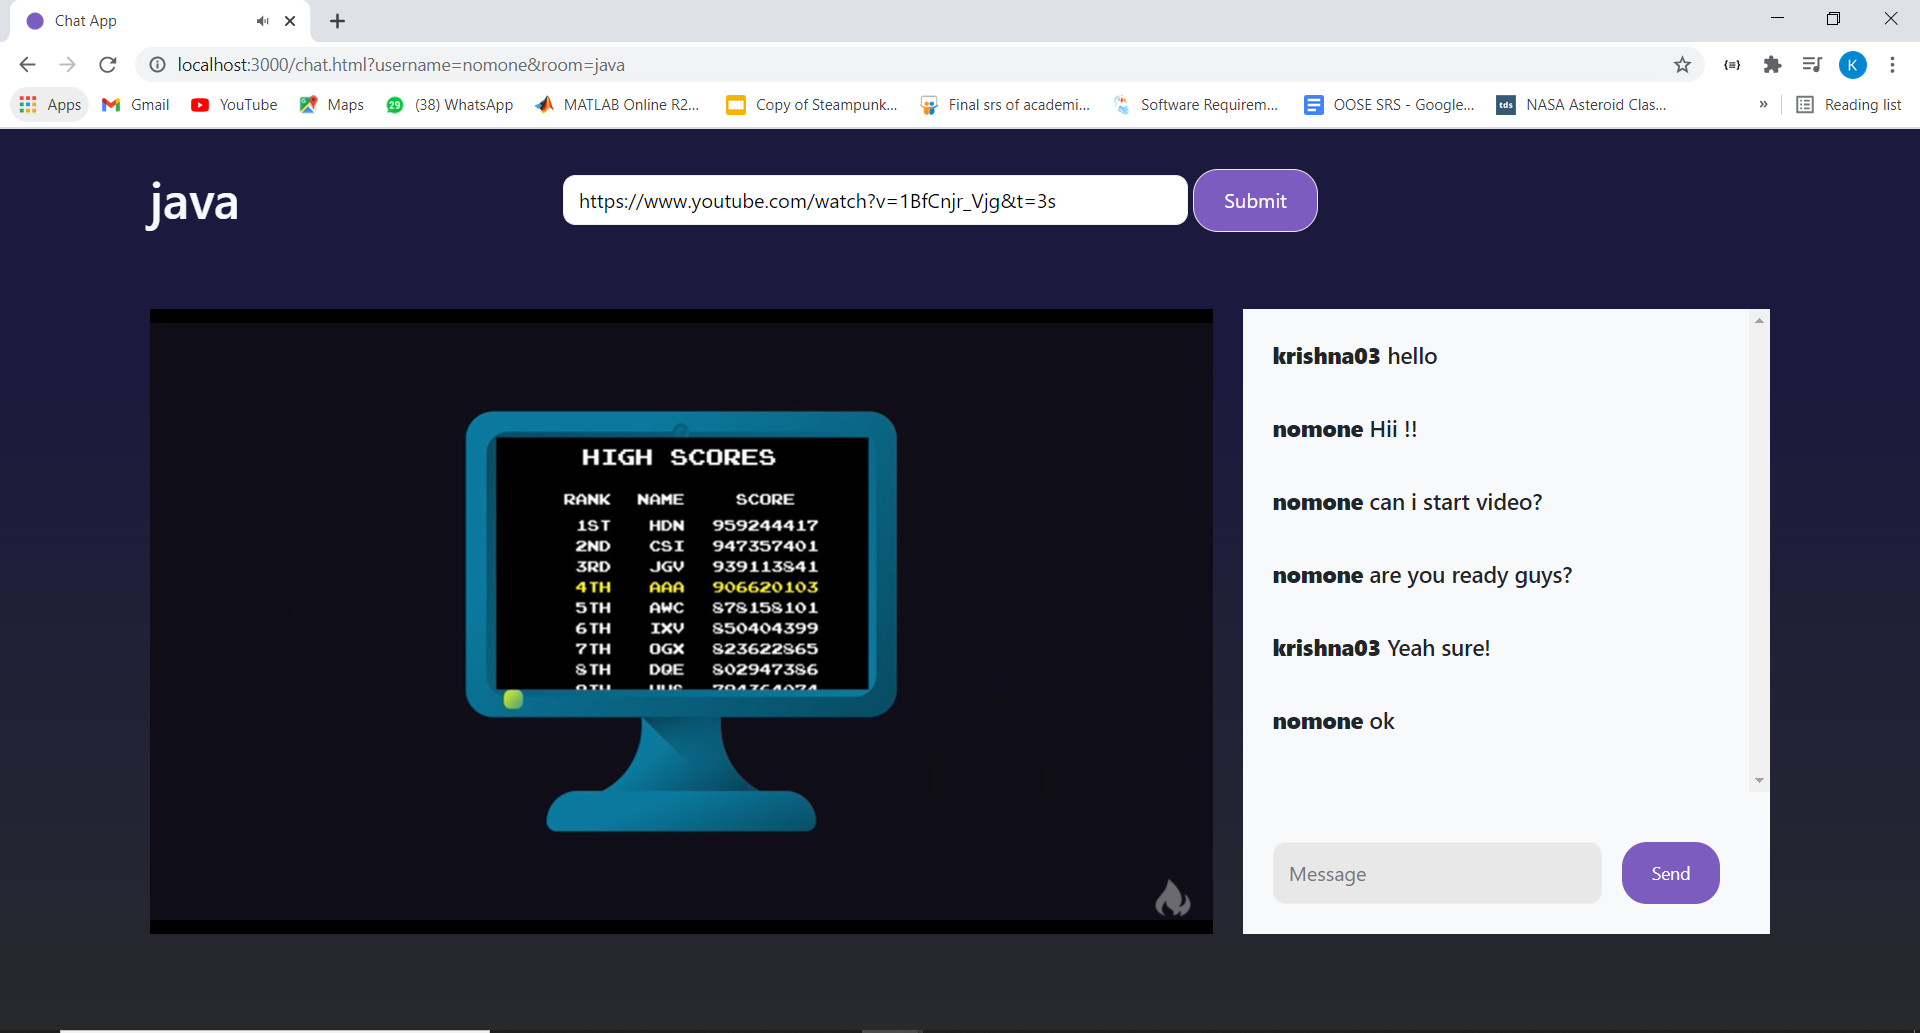 Chat App
localhost:3000/chat.html?username=nomone&room=java
K
Apps Gmail YouTube Maps 29 (38) WhatsApp MATLAB Online R2... Copy of Steampunk... Final srs of academi... Software Requirem... OOSE SRS - Google... tds NASA Asteroid Clas... » Reading list
java
https://www.youtube.com/watch?v=1BfCnjr_Vjg&t=3s Submit
HIGH SCORES
RANK NAME SCORE
1ST HDN 959244417
2ND CSI 947357401
3RD JGV 939113841
4TH AAA 906620103
5TH AWC 878158101
6TH IXV 850404399
7TH OGX 823622865
8TH DQE 802947386
krishna03 hello
nomone Hii !!
nomone can i start video?
nomone are you ready guys?
krishna03 Yeah sure!
nomone ok
Message Send